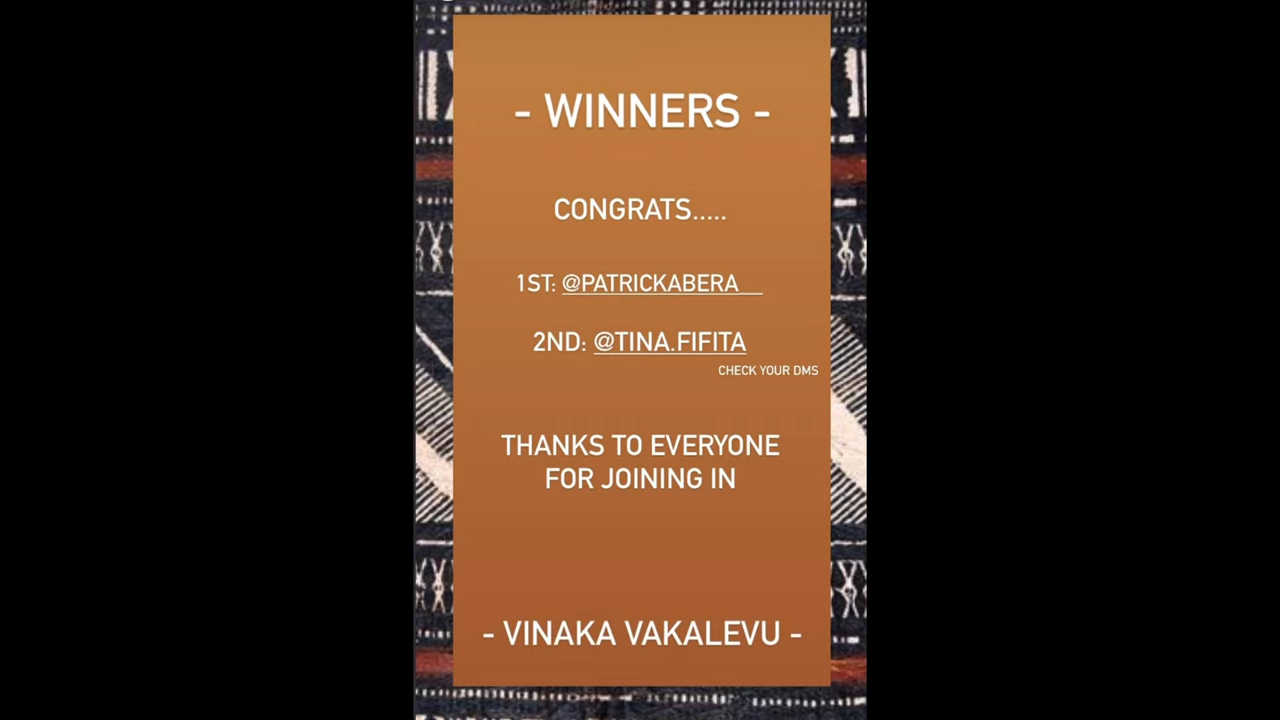 - WINNERS -
CONGRATS.....
1ST: @PATRICKABERA__
2ND: @TINA.FIFITA
CHECK YOUR DMS
THANKS TO EVERYONE
FOR JOINING IN
- VINAKA VAKALEVU -